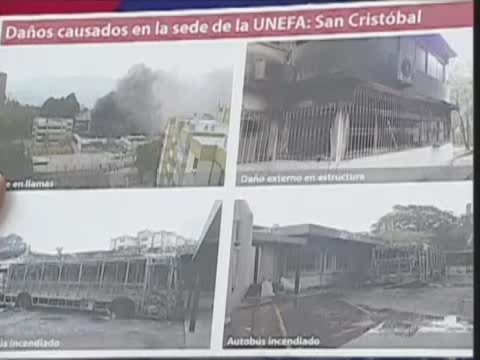 Daños causados en la sede de la UNEFA: San Cristóbal
e en llamas
Daño externo en estructura
ús incendiado
Autobús incendiado